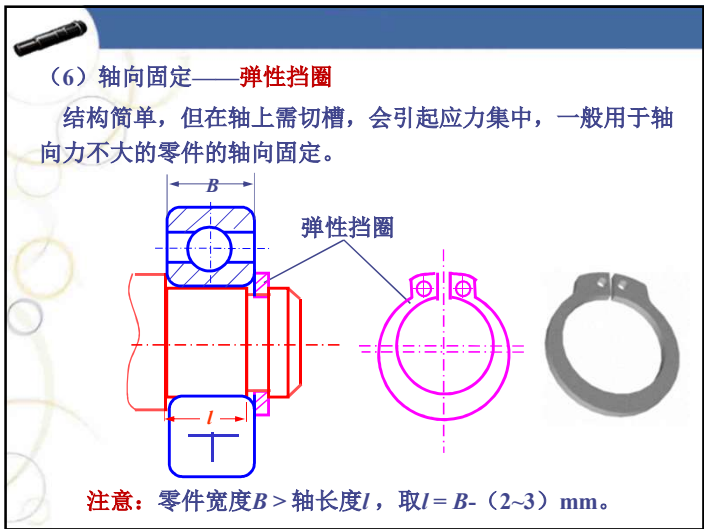 （6）轴向固定——弹性挡圈
结构简单，但在轴上需切槽，会引起应力集中，一般用于轴
向力不大的零件的轴向固定。
B
弹性挡圈
l
注意：零件宽度B > 轴长度l ，取l = B-（2~3）mm。